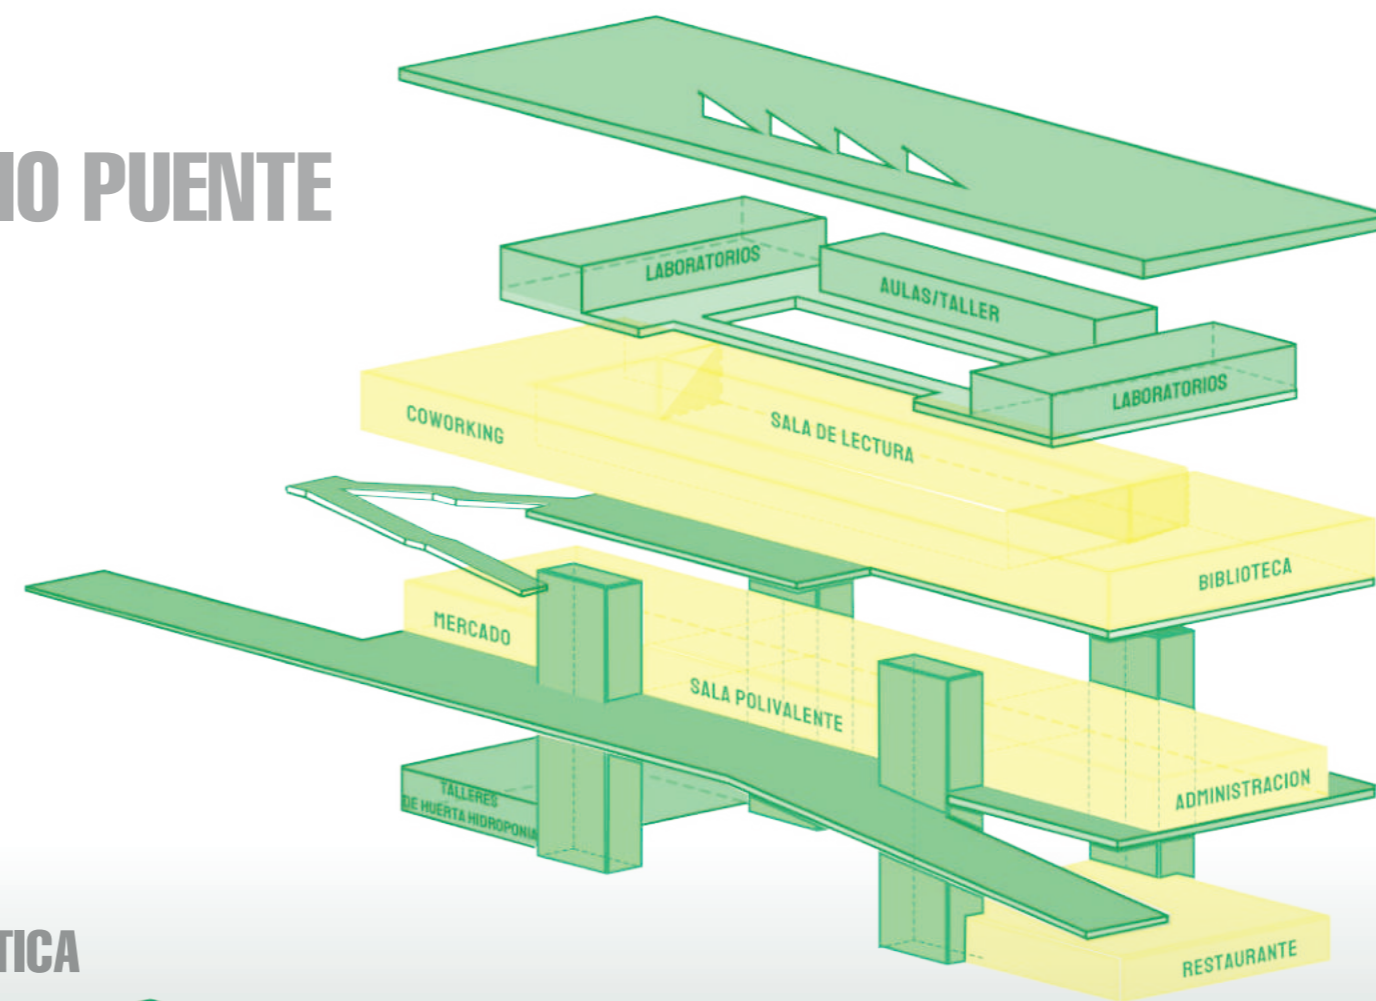 IO PUENTE
LABORATORIOS
AULAS/TALLER
LABORATORIOS
COWORKING
SALA DE LECTURA
BIBLIOTECA
MERCADO
SALA POLIVALENTE
ADMINISTRACION
TALLERES
DE HUERTA HIDROPONIA
RESTAURANTE
TICA